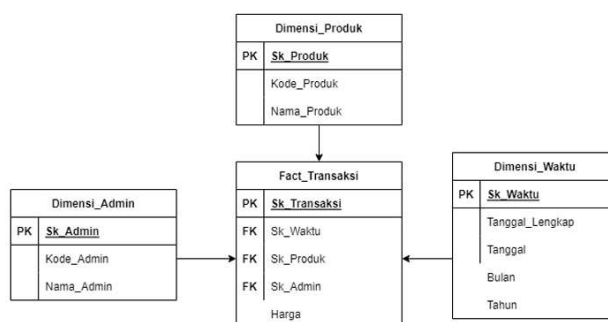 Dimensi_Produk
PK Sk_Produk
Kode_Produk
Nama_Produk
Dimensi_Admin
PK Sk_Admin
Kode_Admin
Nama_Admin
Fact_Transaksi
PK Sk_Transaksi
FK Sk_Waktu
FK Sk_Produk
FK Sk_Admin
Harga
Dimensi_Waktu
PK Sk_Waktu
Tanggal_Lengkap
Tanggal
Bulan
Tahun